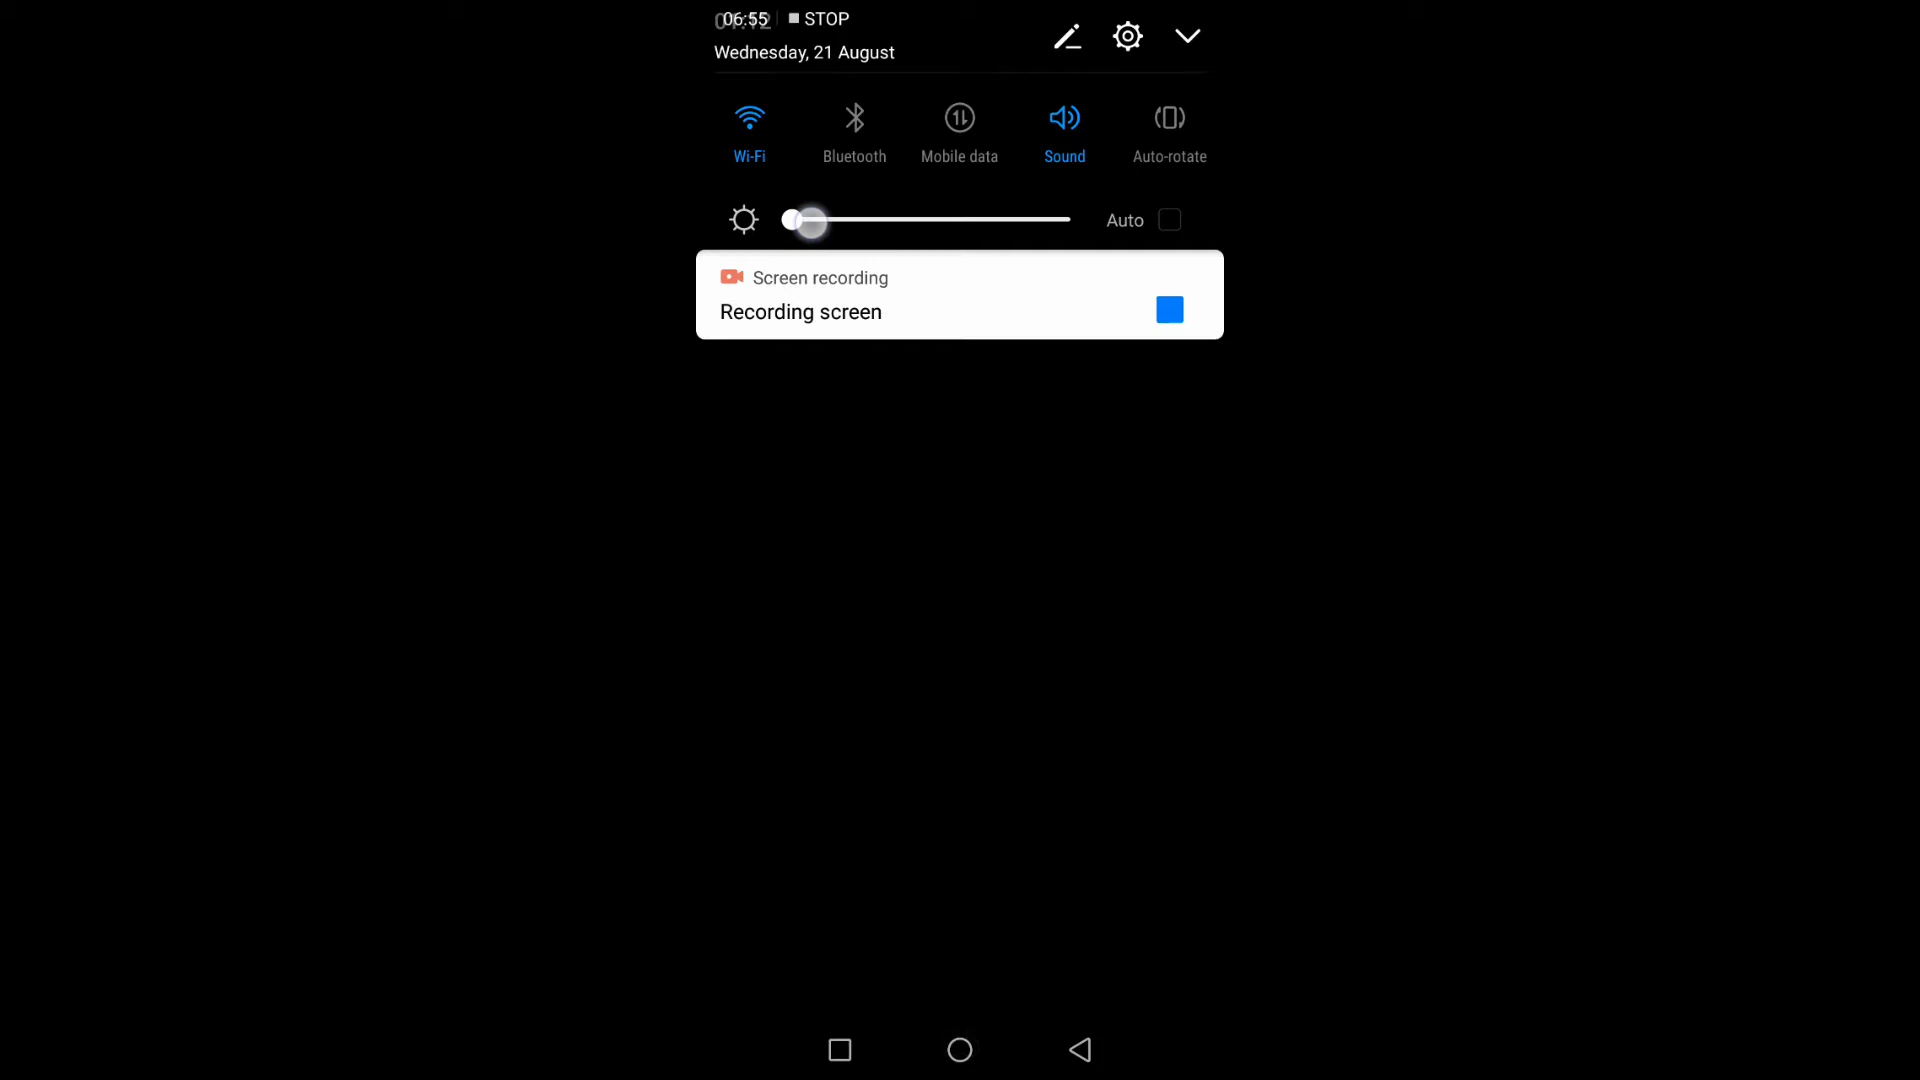 06:55 STOP
Wednesday, 21 August
Wi-Fi Bluetooth Mobile data Sound Auto-rotate
Auto
Screen recording
Recording screen